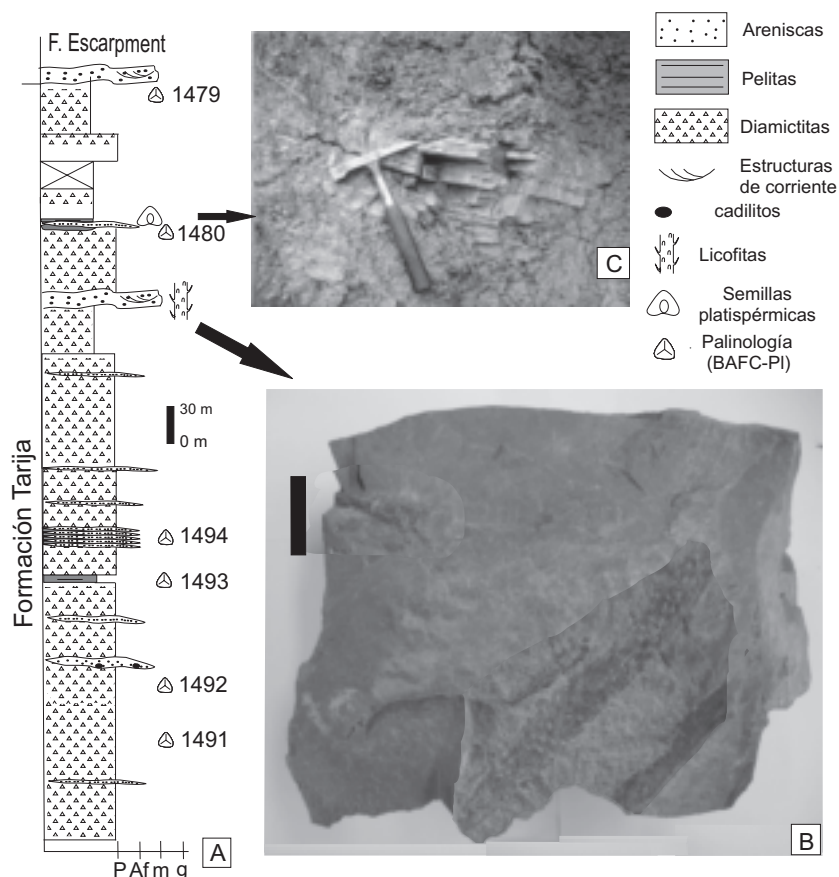 F. Escarpment
1479
1480
1494
1493
1492
1491
30 m
0 m
Formación Tarija
P Af m g
A
C
B
Areniscas
Pelitas
Diamictitas
Estructuras
de corriente
cadilitos
Licofitas
Semillas
platispérmicas
Palinología
(BAFC-Pl)